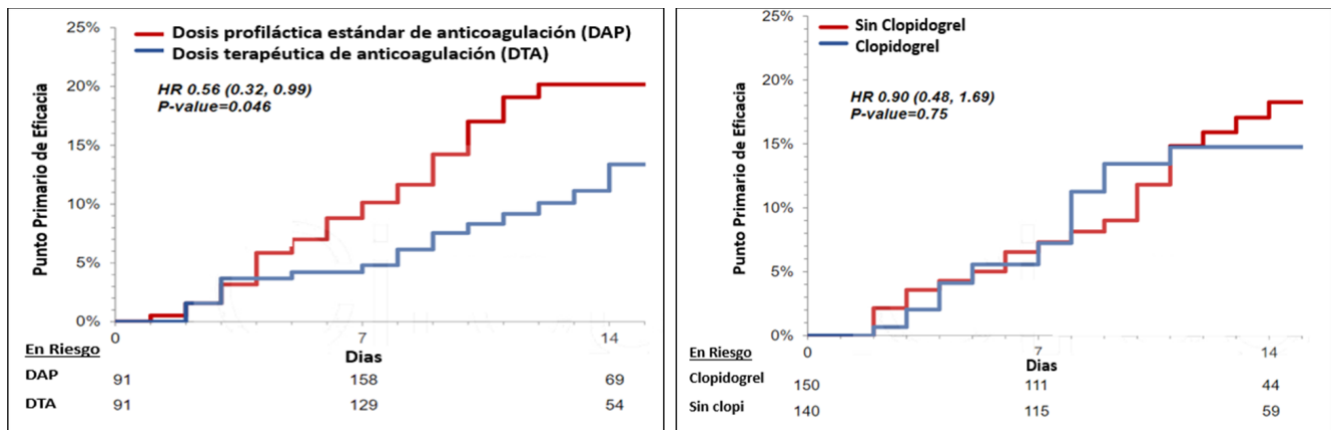 25%
20%
15%
10%
5%
0%
Punto Primario de Eficacia
Dosis profiláctica estándar de anticoagulación (DAP)
Dosis terapéutica de anticoagulación (DTA)
HR 0.56 (0.32, 0.99)
P-value=0.046
0 7 14
En Riesgo Dias
DAP 91 158 69
DTA 91 129 54
25%
20%
15%
10%
5%
0%
Punto Primario de Eficacia
Sin Clopidogrel
Clopidogrel
HR 0.90 (0.48, 1.69)
P-value=0.75
0 7 14
En Riesgo Dias
Clopidogrel 150 111 44
Sin clopi 140 115 59